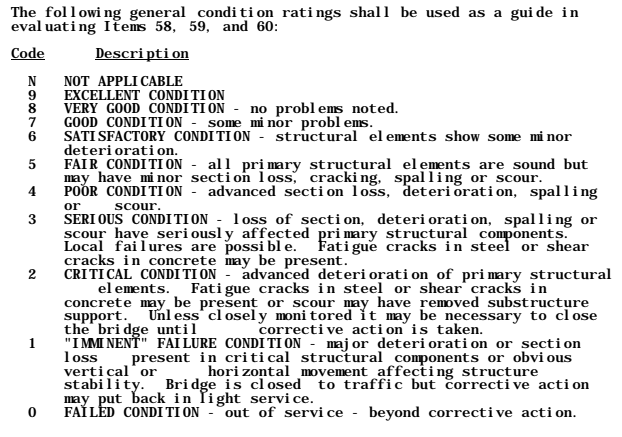 The following general condition ratings shall be used as a guide in
evaluating Items 58, 59, and 60:
Code Description
N NOT APPLICABLE
9 EXCELLENT CONDITION
8 VERY GOOD CONDITION - no problems noted.
7 GOOD CONDITION - some minor problems.
6 SATISFACTORY CONDITION - structural elements show some minor
deterioration.
5 FAIR CONDITION - all primary structural elements are sound but
may have minor section loss, cracking, spalling or scour.
4 POOR CONDITION - advanced section loss, deterioration, spalling
or scour.
3 SERIOUS CONDITION - loss of section, deterioration, spalling or
scour have seriously affected primary structural components.
Local failures are possible. Fatigue cracks in steel or shear
cracks in concrete may be present.
2 CRITICAL CONDITION - advanced deterioration of primary structural
elements. Fatigue cracks in steel or shear cracks in
concrete may be present or scour may have removed substructure
support. Unless closely monitored it may be necessary to close
the bridge until corrective action is taken.
1 "IMMINENT" FAILURE CONDITION - major deterioration or section
loss present in critical structural components or obvious
vertical or horizontal movement affecting structure
stability. Bridge is closed to traffic but corrective action
may put back in light service.
0 FAILED CONDITION - out of service - beyond corrective action.